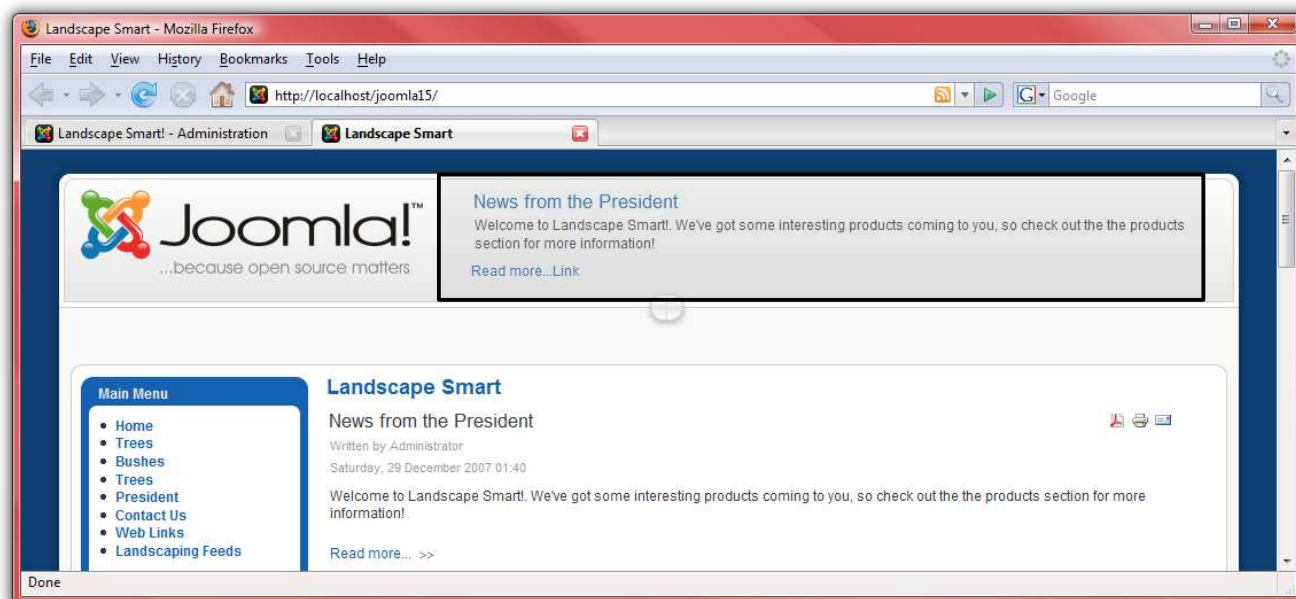 Landscape Smart - Mozilla Firefox
File Edit View History Bookmarks Tools Help
http://localhost/joomla15/
G Google
Landscape Smart! - Administration
Landscape Smart
Joomla!™
...because open source matters
News from the President
Welcome to Landscape Smart!. We've got some interesting products coming to you, so check out the the products
section for more information!
Read more...Link
Main Menu
Home
Trees
Bushes
Trees
President
Contact Us
Web Links
Landscaping Feeds
Landscape Smart
News from the President
Written by Administrator
Saturday, 29 December 2007 01:40
Welcome to Landscape Smart!. We've got some interesting products coming to you, so check out the the products section for more
information!
Read more... >>
Done